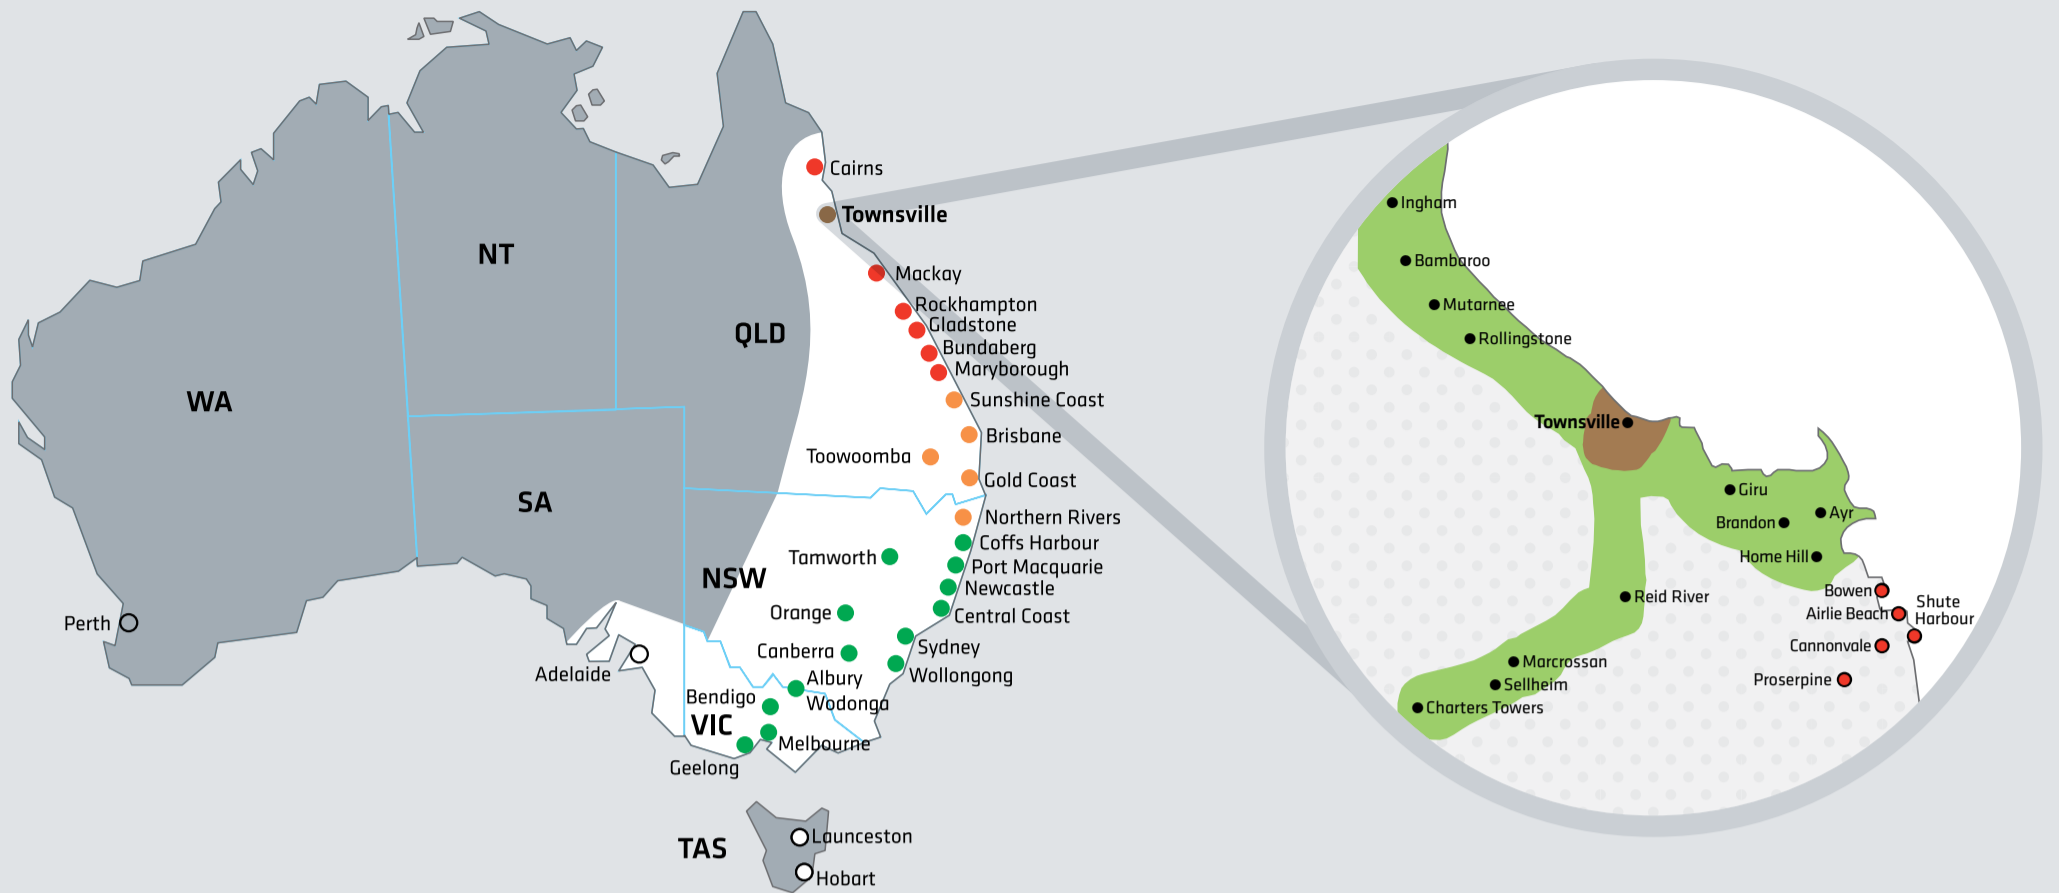 Cairns
Townsville
NT
Mackay
Rockhampton
Gladstone
QLD
Bundaberg
Maryborough
WA
Sunshine Coast
Brisbane
Toowoomba
Gold Coast
SA
Northern Rivers
Coffs Harbour
Tamworth
Port Macquarie
NSW
Newcastle
Orange
Central Coast
Perth
Sydney
Canberra
Adelaide
Wollongong
Albury
Wodonga
Bendigo
VIC
Melbourne
Geelong
TAS
Launceston
Hobart
Ingham
Bambaroo
Mutarnee
Rollingstone
Townsville
Giru
Ayr
Brandon
Home Hill
Bowen
Reid River
Shute
Harbour
Airlie Beach
Cannonvale
Marcrossan
Proserpine
Sellheim
Charters Towers